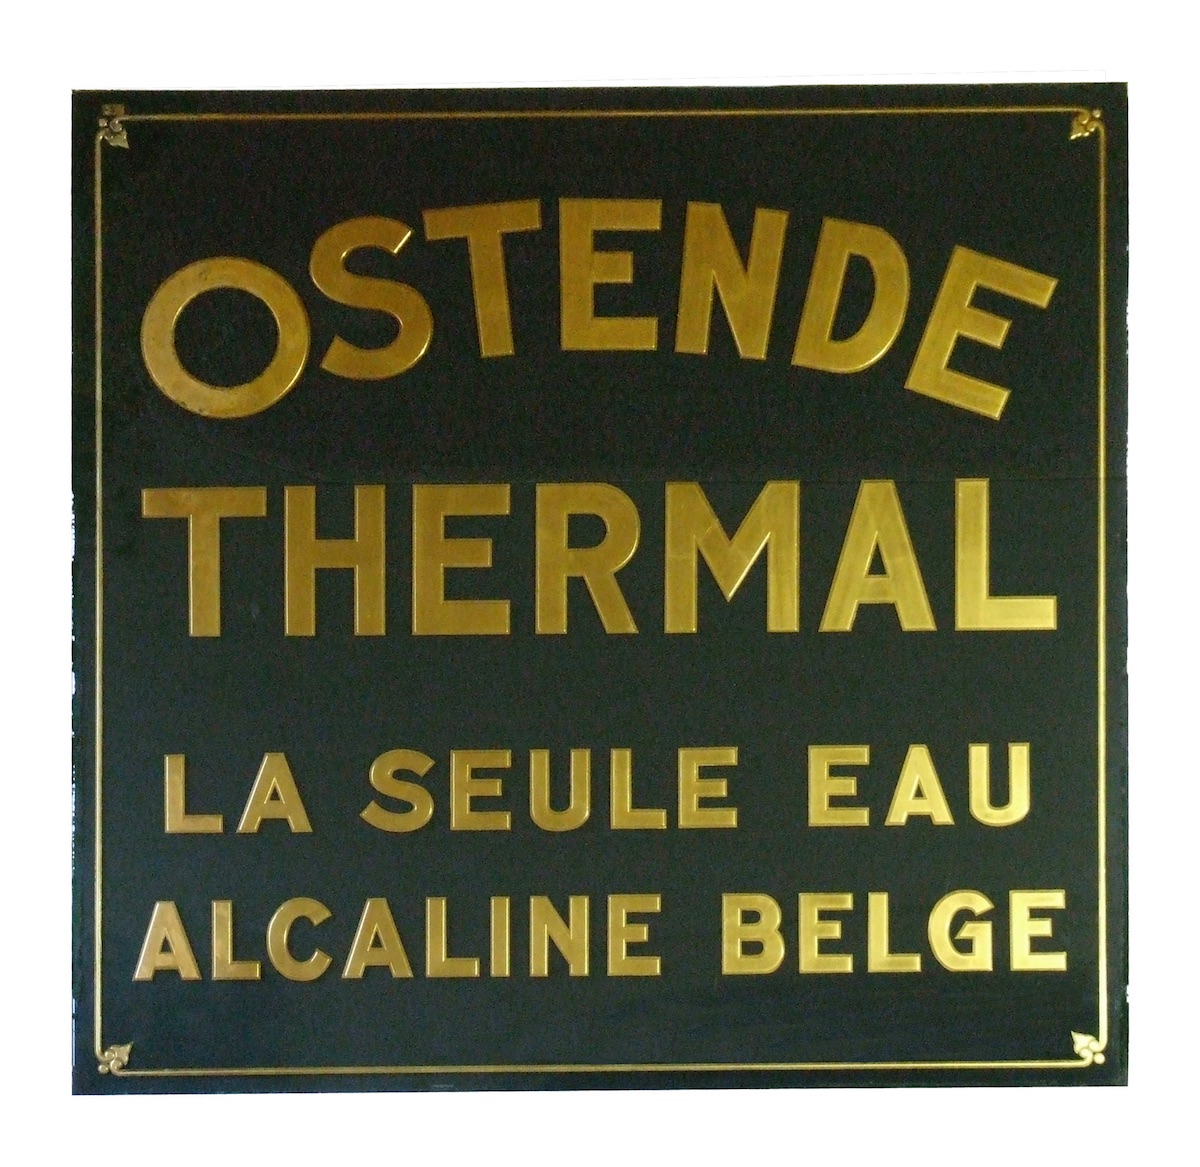 OSTENDE
THERMAL
LA SEULE EAU
ALCALINE BELGE